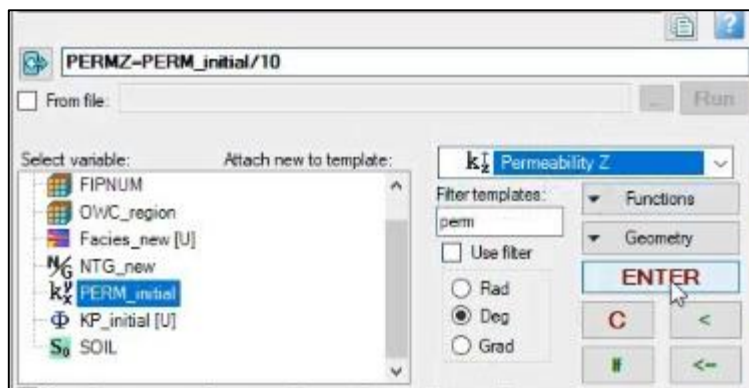 PERMZ=PERM_initial/10
From file: ... Run
Select variable: Attach new to template: Permeability Z
FIPNUM
OWC_region
Facies_new [U]
NTG_new
PERM_initial
KP_initial [U]
SOIL
Filter templates:
perm
Use filter
Rad
Deg
Grad
Functions
Geometry
ENTER
C <
# <-